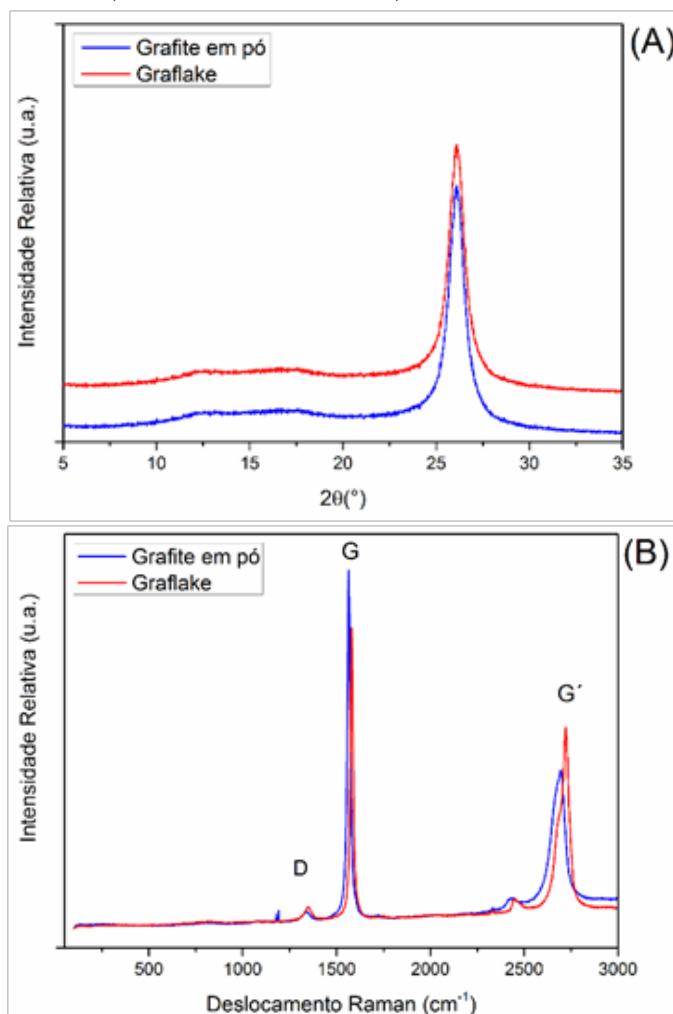 Grafite em pó
Graflake
(A)
Intensidade Relativa (u.a.)
5 10 15 20 25 30 35
2θ(°)
Grafite em pó
Graflake
(B)
G
G´
D
Intensidade Relativa (u.a.)
500 1000 1500 2000 2500 3000
Deslocamento Raman (cm⁻¹)